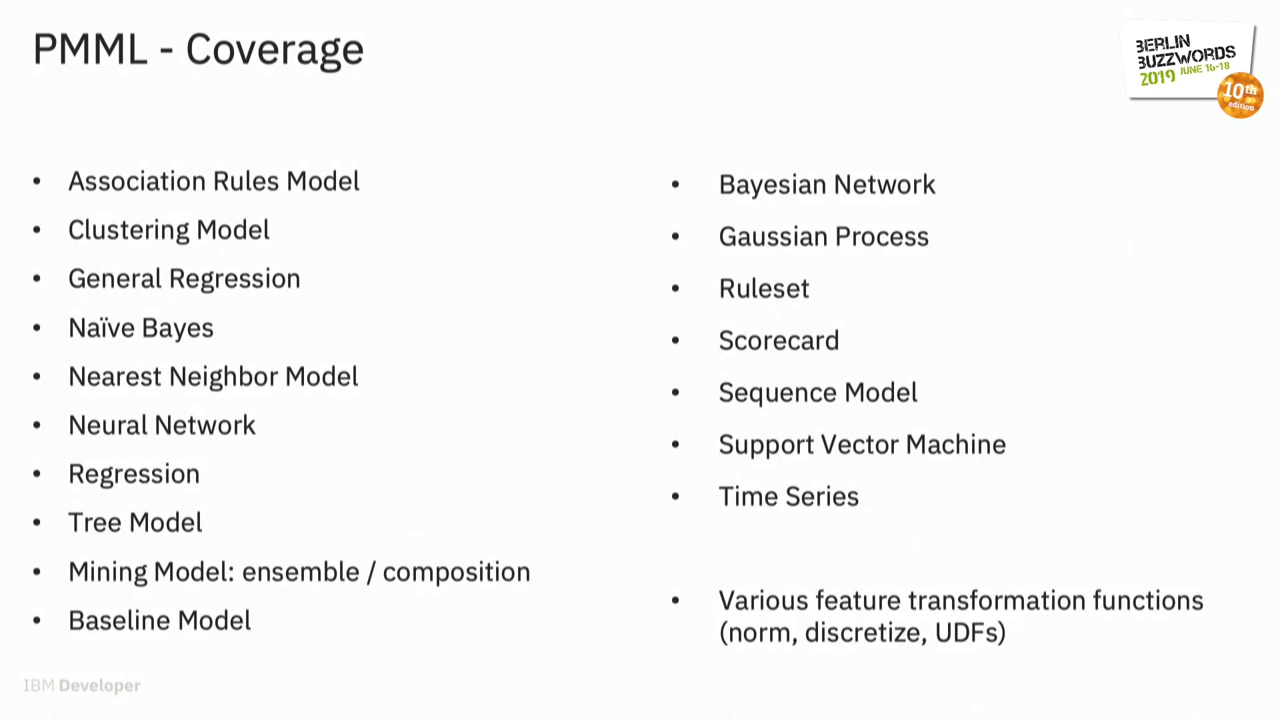 PMML - Coverage
BERLIN
BUZZWORDS
2019 JUNE 16-18
10th
edition
• Association Rules Model
• Clustering Model
• General Regression
• Naïve Bayes
• Nearest Neighbor Model
• Neural Network
• Regression
• Tree Model
• Mining Model: ensemble / composition
• Baseline Model
• Bayesian Network
• Gaussian Process
• Ruleset
• Scorecard
• Sequence Model
• Support Vector Machine
• Time Series
• Various feature transformation functions
(norm, discretize, UDFs)
IBM Developer